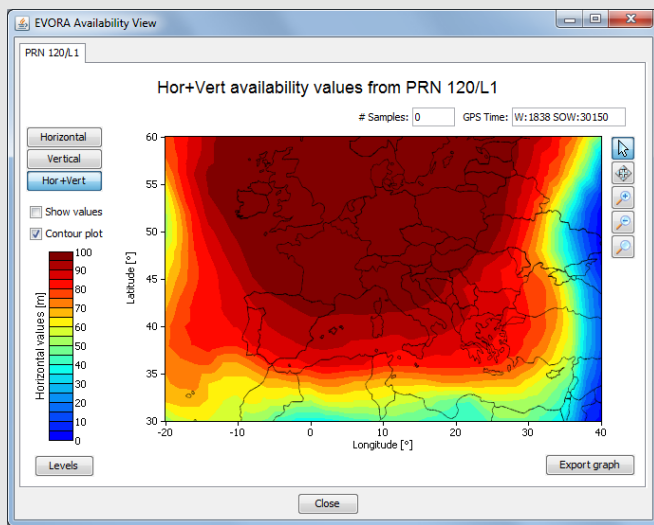 EVORA Availability View
PRN 120/L1
Hor+Vert availability values from PRN 120/L1
# Samples: 0 GPS Time: W:1838 SOW:30150
Horizontal
Vertical
Hor+Vert
Show values
Contour plot
100
90
80
70
60
50
40
30
20
10
0
Horizontal values [m]
60
55
50
45
40
35
30
Latitude [°]
-20 -10 0 10 20 30 40
Longitude [°]
Levels
Export graph
Close